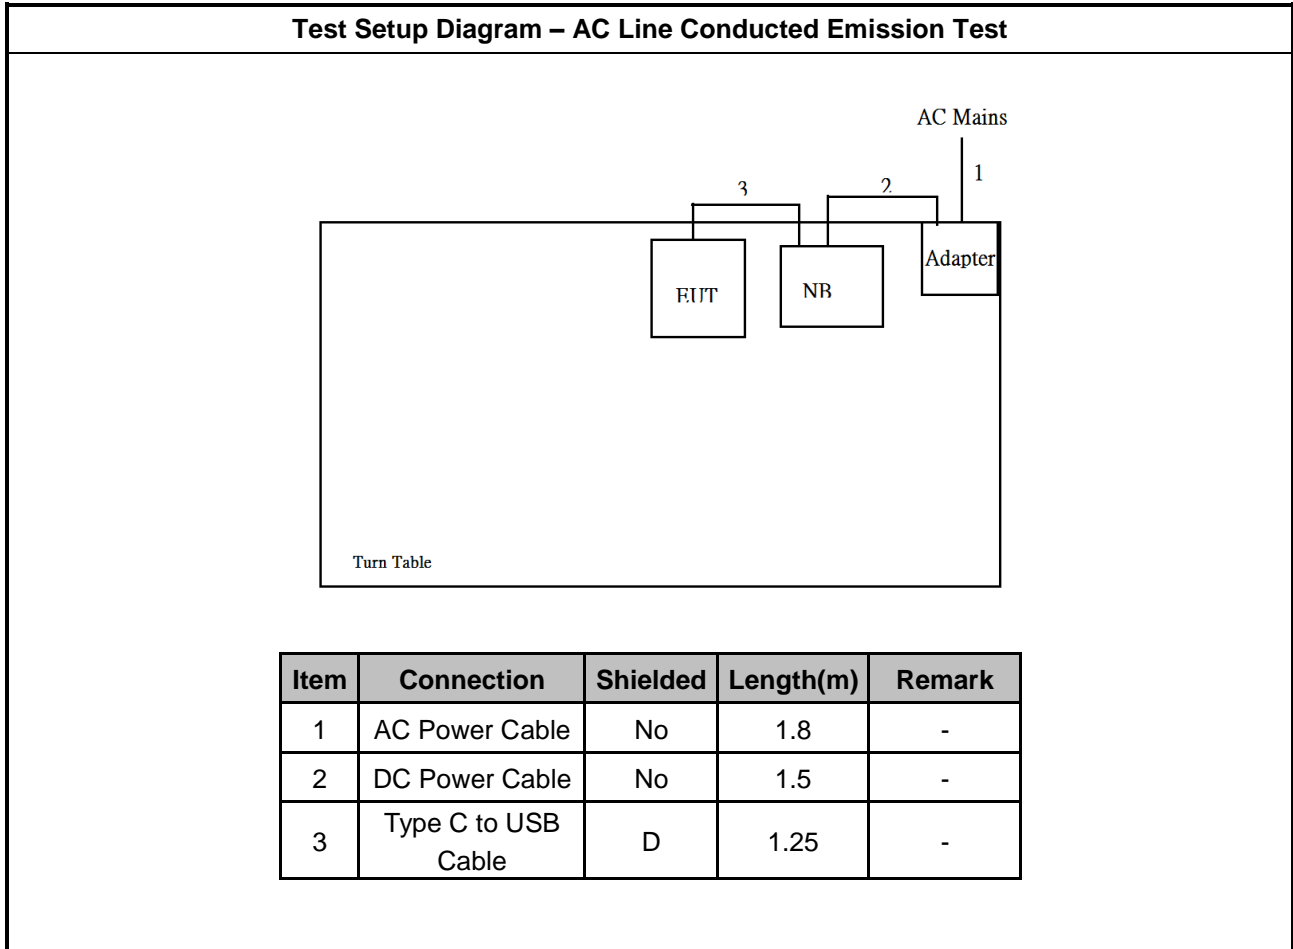 Test Setup Diagram – AC Line Conducted Emission Test
AC Mains
1
2
3
Adapter
EUT
NB
Turn Table
Item Connection Shielded Length(m) Remark
1 AC Power Cable No 1.8 -
2 DC Power Cable No 1.5 -
3 Type C to USB Cable D 1.25 -